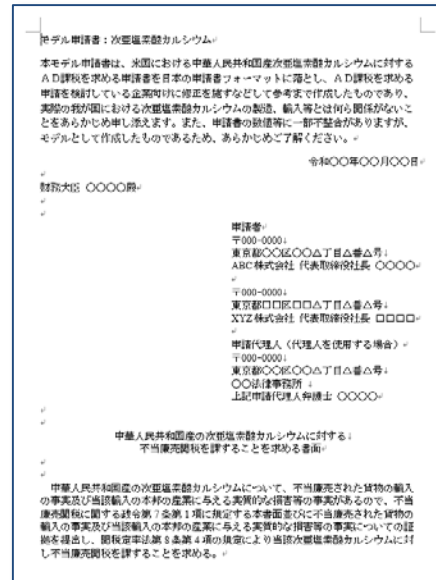 モデル申請書：次亜塩素酸カルシウム
本モデル申請書は、米国における中華人民共和国産次亜塩素酸カルシウムに対する
ＡＤ課税を求める申請書を日本の申請書フォーマットに落とし、ＡＤ課税を求める
申請を検討している企業向けに修正を施すなどして参考まで作成したものであり、
実際の我が国における次亜塩素酸カルシウムの製造、輸入等とは何ら関係がないこ
とをあらかじめ申し添えます。また、申請書の数値等に一部不整合がありますが、
モデルとして作成したものであるため、あらかじめご了解ください。
令和〇〇年〇〇月〇〇日
財務大臣 〇〇〇〇殿
申請者
〒000-0000
東京都〇〇区〇〇△丁目△番△号
ABC 株式会社 代表取締役社長 〇〇〇〇
〒000-0000
東京都□□区□□△丁目△番△号
XYZ 株式会社 代表取締役社長 □□□□
申請代理人（代理人を使用する場合）
〒000-0000
東京都〇〇区〇〇△丁目△番△号
〇〇法律事務所
上記申請代理人弁護士 〇〇〇〇
中華人民共和国産の次亜塩素酸カルシウムに対する
不当廉売関税を課することを求める書面
中華人民共和国産の次亜塩素酸カルシウムについて、不当廉売された貨物の輸入
の事実及び当該輸入の本邦の産業に与える実質的な損害等の事実があるので、不当
廉売関税に関する政令第７条第１項に規定する本書面並びに不当廉売された貨物の
輸入の事実及び当該輸入の本邦の産業に与える実質的な損害等の事実についての証
拠を提出し、関税定率法第８条第４項の規定により当該次亜塩素酸カルシウムに対
し不当廉売関税を課することを求める。